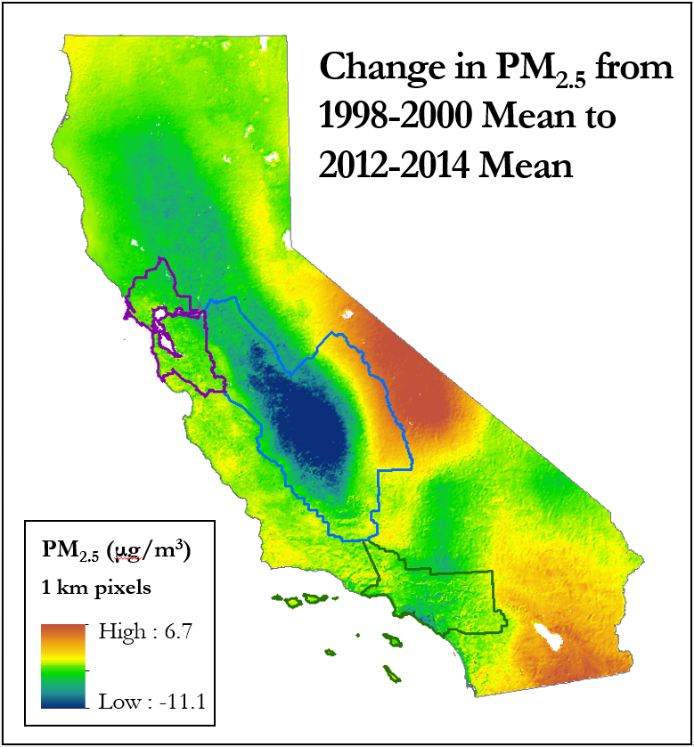 Change in PM2.5 from
1998-2000 Mean to
2012-2014 Mean
PM2.5 (µg/m³)
1 km pixels
High : 6.7
Low : -11.1